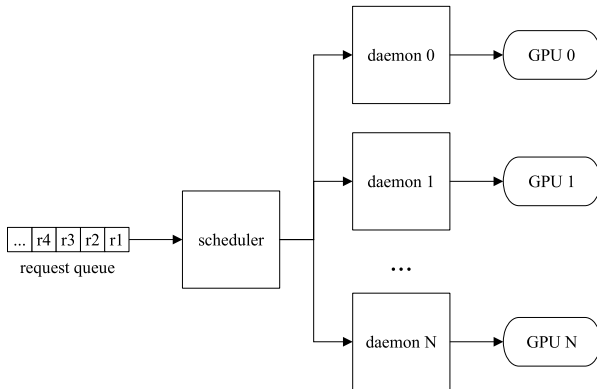 daemon 0
GPU 0
daemon 1
GPU 1
... r4 r3 r2 r1
request queue
scheduler
...
daemon N
GPU N